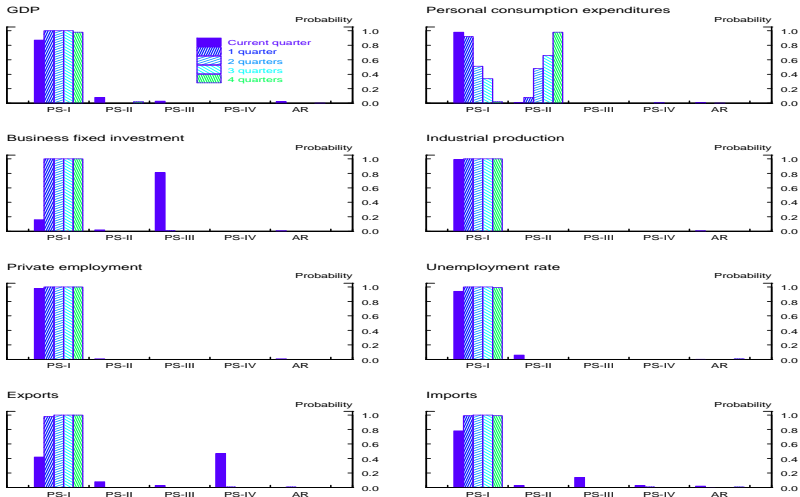 GDP
Probability
1.0
0.8
0.6
0.4
0.2
0.0
Current quarter
1 quarter
2 quarters
3 quarters
4 quarters
PS-I PS-II PS-III PS-IV AR
Personal consumption expenditures
Probability
1.0
0.8
0.6
0.4
0.2
0.0
PS-I PS-II PS-III PS-IV AR
Business fixed investment
Probability
1.0
0.8
0.6
0.4
0.2
0.0
PS-I PS-II PS-III PS-IV AR
Industrial production
Probability
1.0
0.8
0.6
0.4
0.2
0.0
PS-I PS-II PS-III PS-IV AR
Private employment
Probability
1.0
0.8
0.6
0.4
0.2
0.0
PS-I PS-II PS-III PS-IV AR
Unemployment rate
Probability
1.0
0.8
0.6
0.4
0.2
0.0
PS-I PS-II PS-III PS-IV AR
Exports
Probability
1.0
0.8
0.6
0.4
0.2
0.0
PS-I PS-II PS-III PS-IV AR
Imports
Probability
1.0
0.8
0.6
0.4
0.2
0.0
PS-I PS-II PS-III PS-IV AR